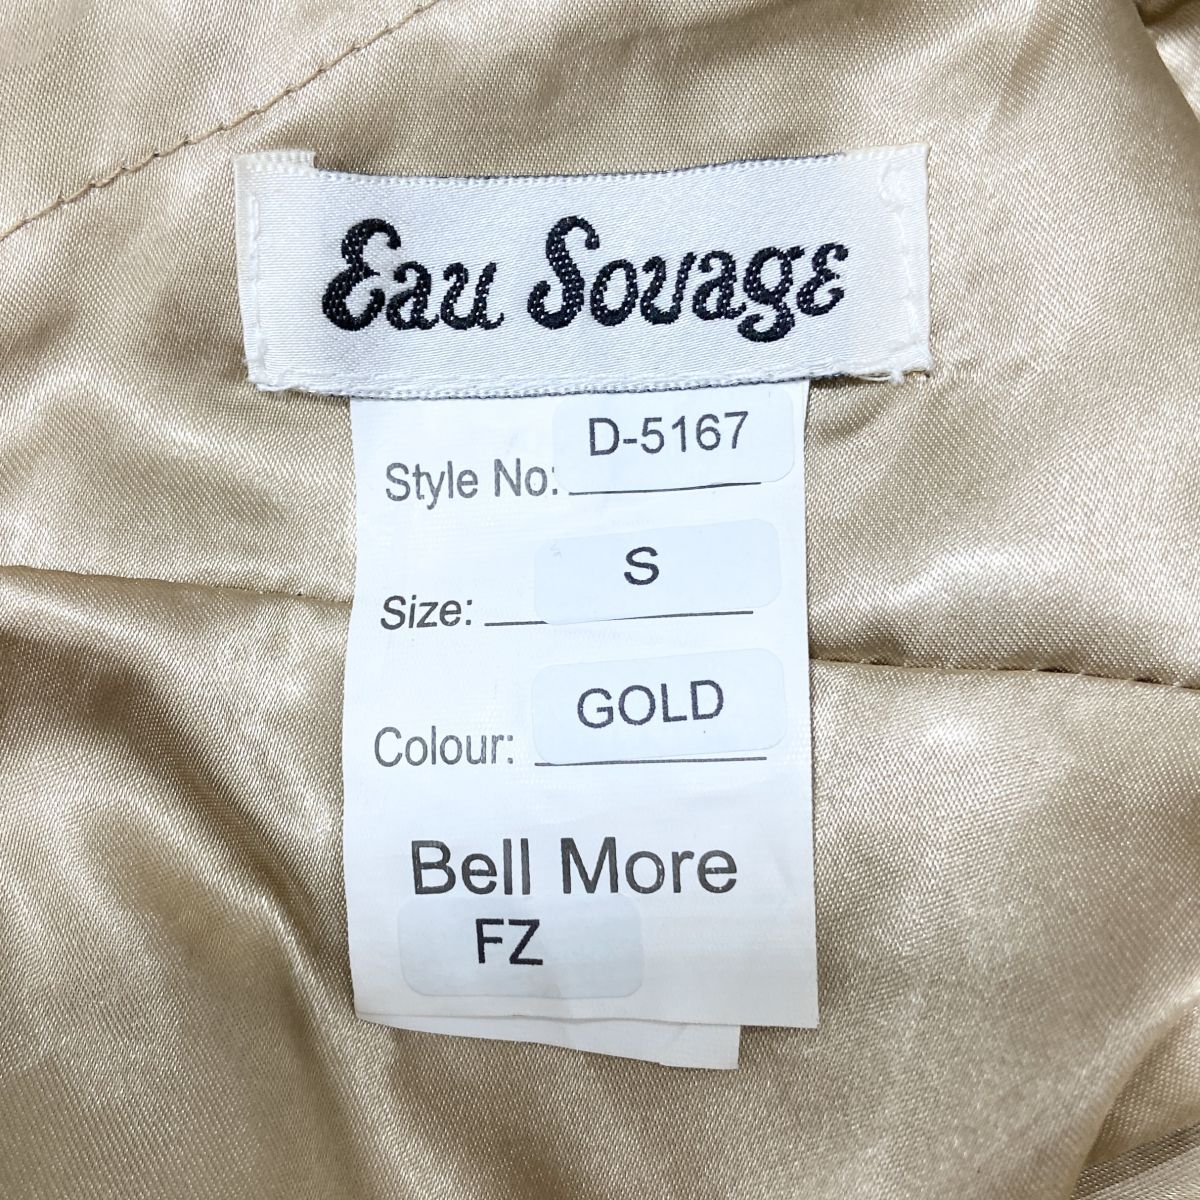 Eau Sovage
Style No: D-5167
Size: S
Colour: GOLD
Bell More
FZ